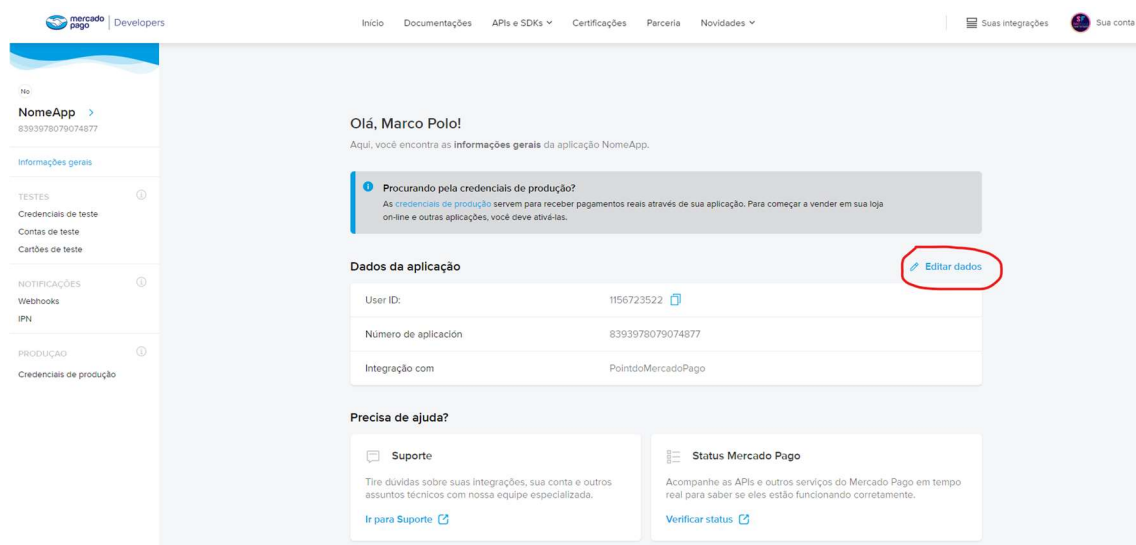 mercado pago | Developers
Início Documentações APIs e SDKs Certificações Parceria Novidades Suas integrações Sua conta
No
NomeApp
8393978079074877
Informações gerais
TESTES
Credenciais de teste
Contas de teste
Cartões de teste
NOTIFICAÇÕES
Webhooks
IPN
PRODUÇAO
Credenciais de produção
Olá, Marco Polo!
Aqui, você encontra as informações gerais da aplicação NomeApp.
Procurando pela credenciais de produção?
As credenciais de produção servem para receber pagamentos reais através de sua aplicação. Para começar a vender em sua loja
on-line e outras aplicações, você deve ativá-las.
Dados da aplicação Editar dados
User ID: 1156723522
Número de aplicación 8393978079074877
Integração com PointdoMercadoPago
Precisa de ajuda?
Suporte
Tire dúvidas sobre suas integrações, sua conta e outros
assuntos técnicos com nossa equipe especializada.
Ir para Suporte
Status Mercado Pago
Acompanhe as APIs e outros serviços do Mercado Pago em tempo
real para saber se eles estão funcionando corretamente.
Verificar status